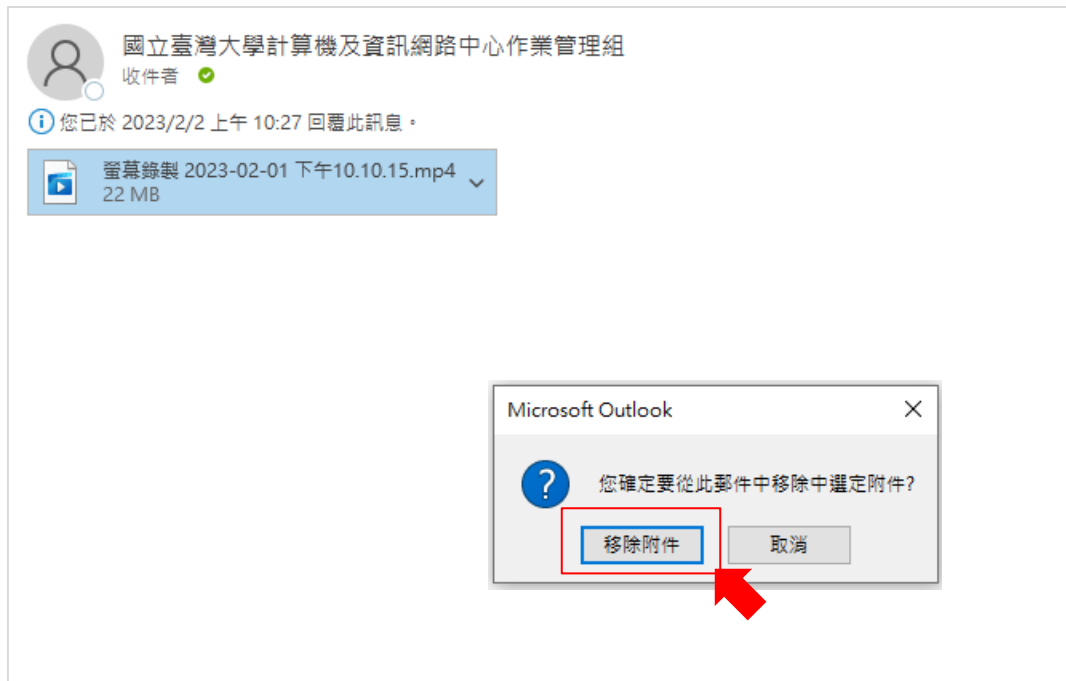 國立臺灣大學計算機及資訊網路中心作業管理組
收件者
您已於 2023/2/2 上午 10:27 回覆此訊息。
螢幕錄製 2023-02-01 下午10.10.15.mp4
22 MB
Microsoft Outlook
您確定要從此郵件中移除中選定附件?
移除附件
取消